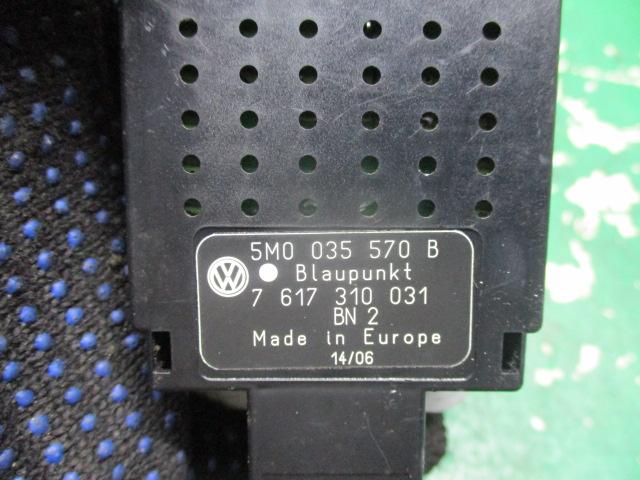 5M0 035 570 B
Blaupunkt
7 617 310 031
BN 2
Made in Europe
14/06